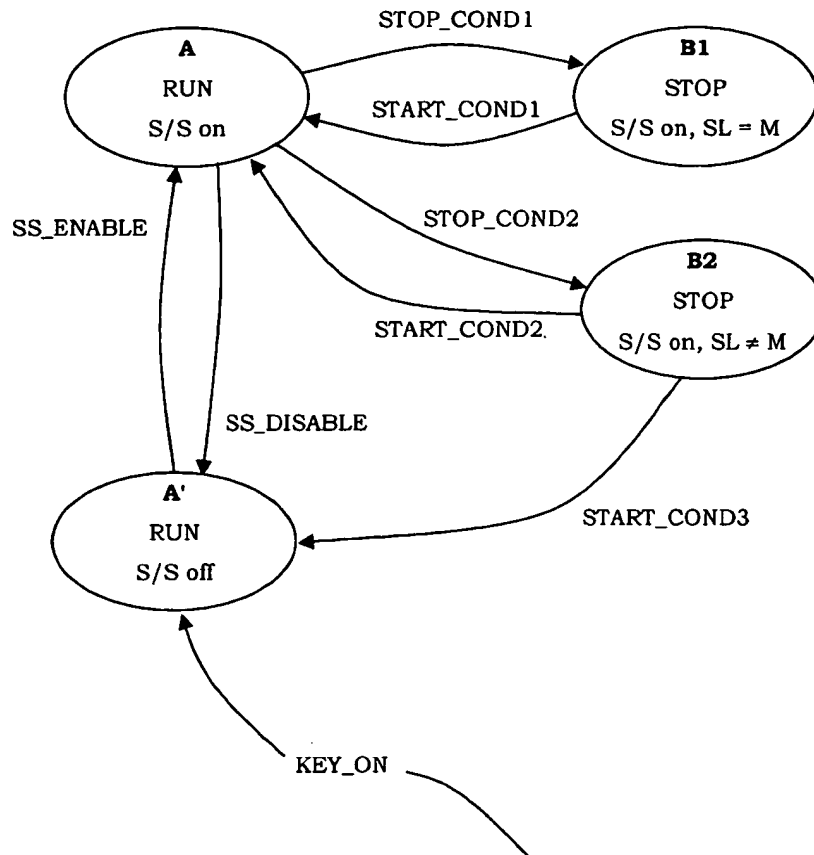 STOP_COND1
A
RUN
S/S on
B1
STOP
S/S on, SL = M
START_COND1
SS_ENABLE
STOP_COND2
B2
STOP
S/S on, SL ≠ M
START_COND2
SS_DISABLE
A'
RUN
S/S off
START_COND3
KEY_ON